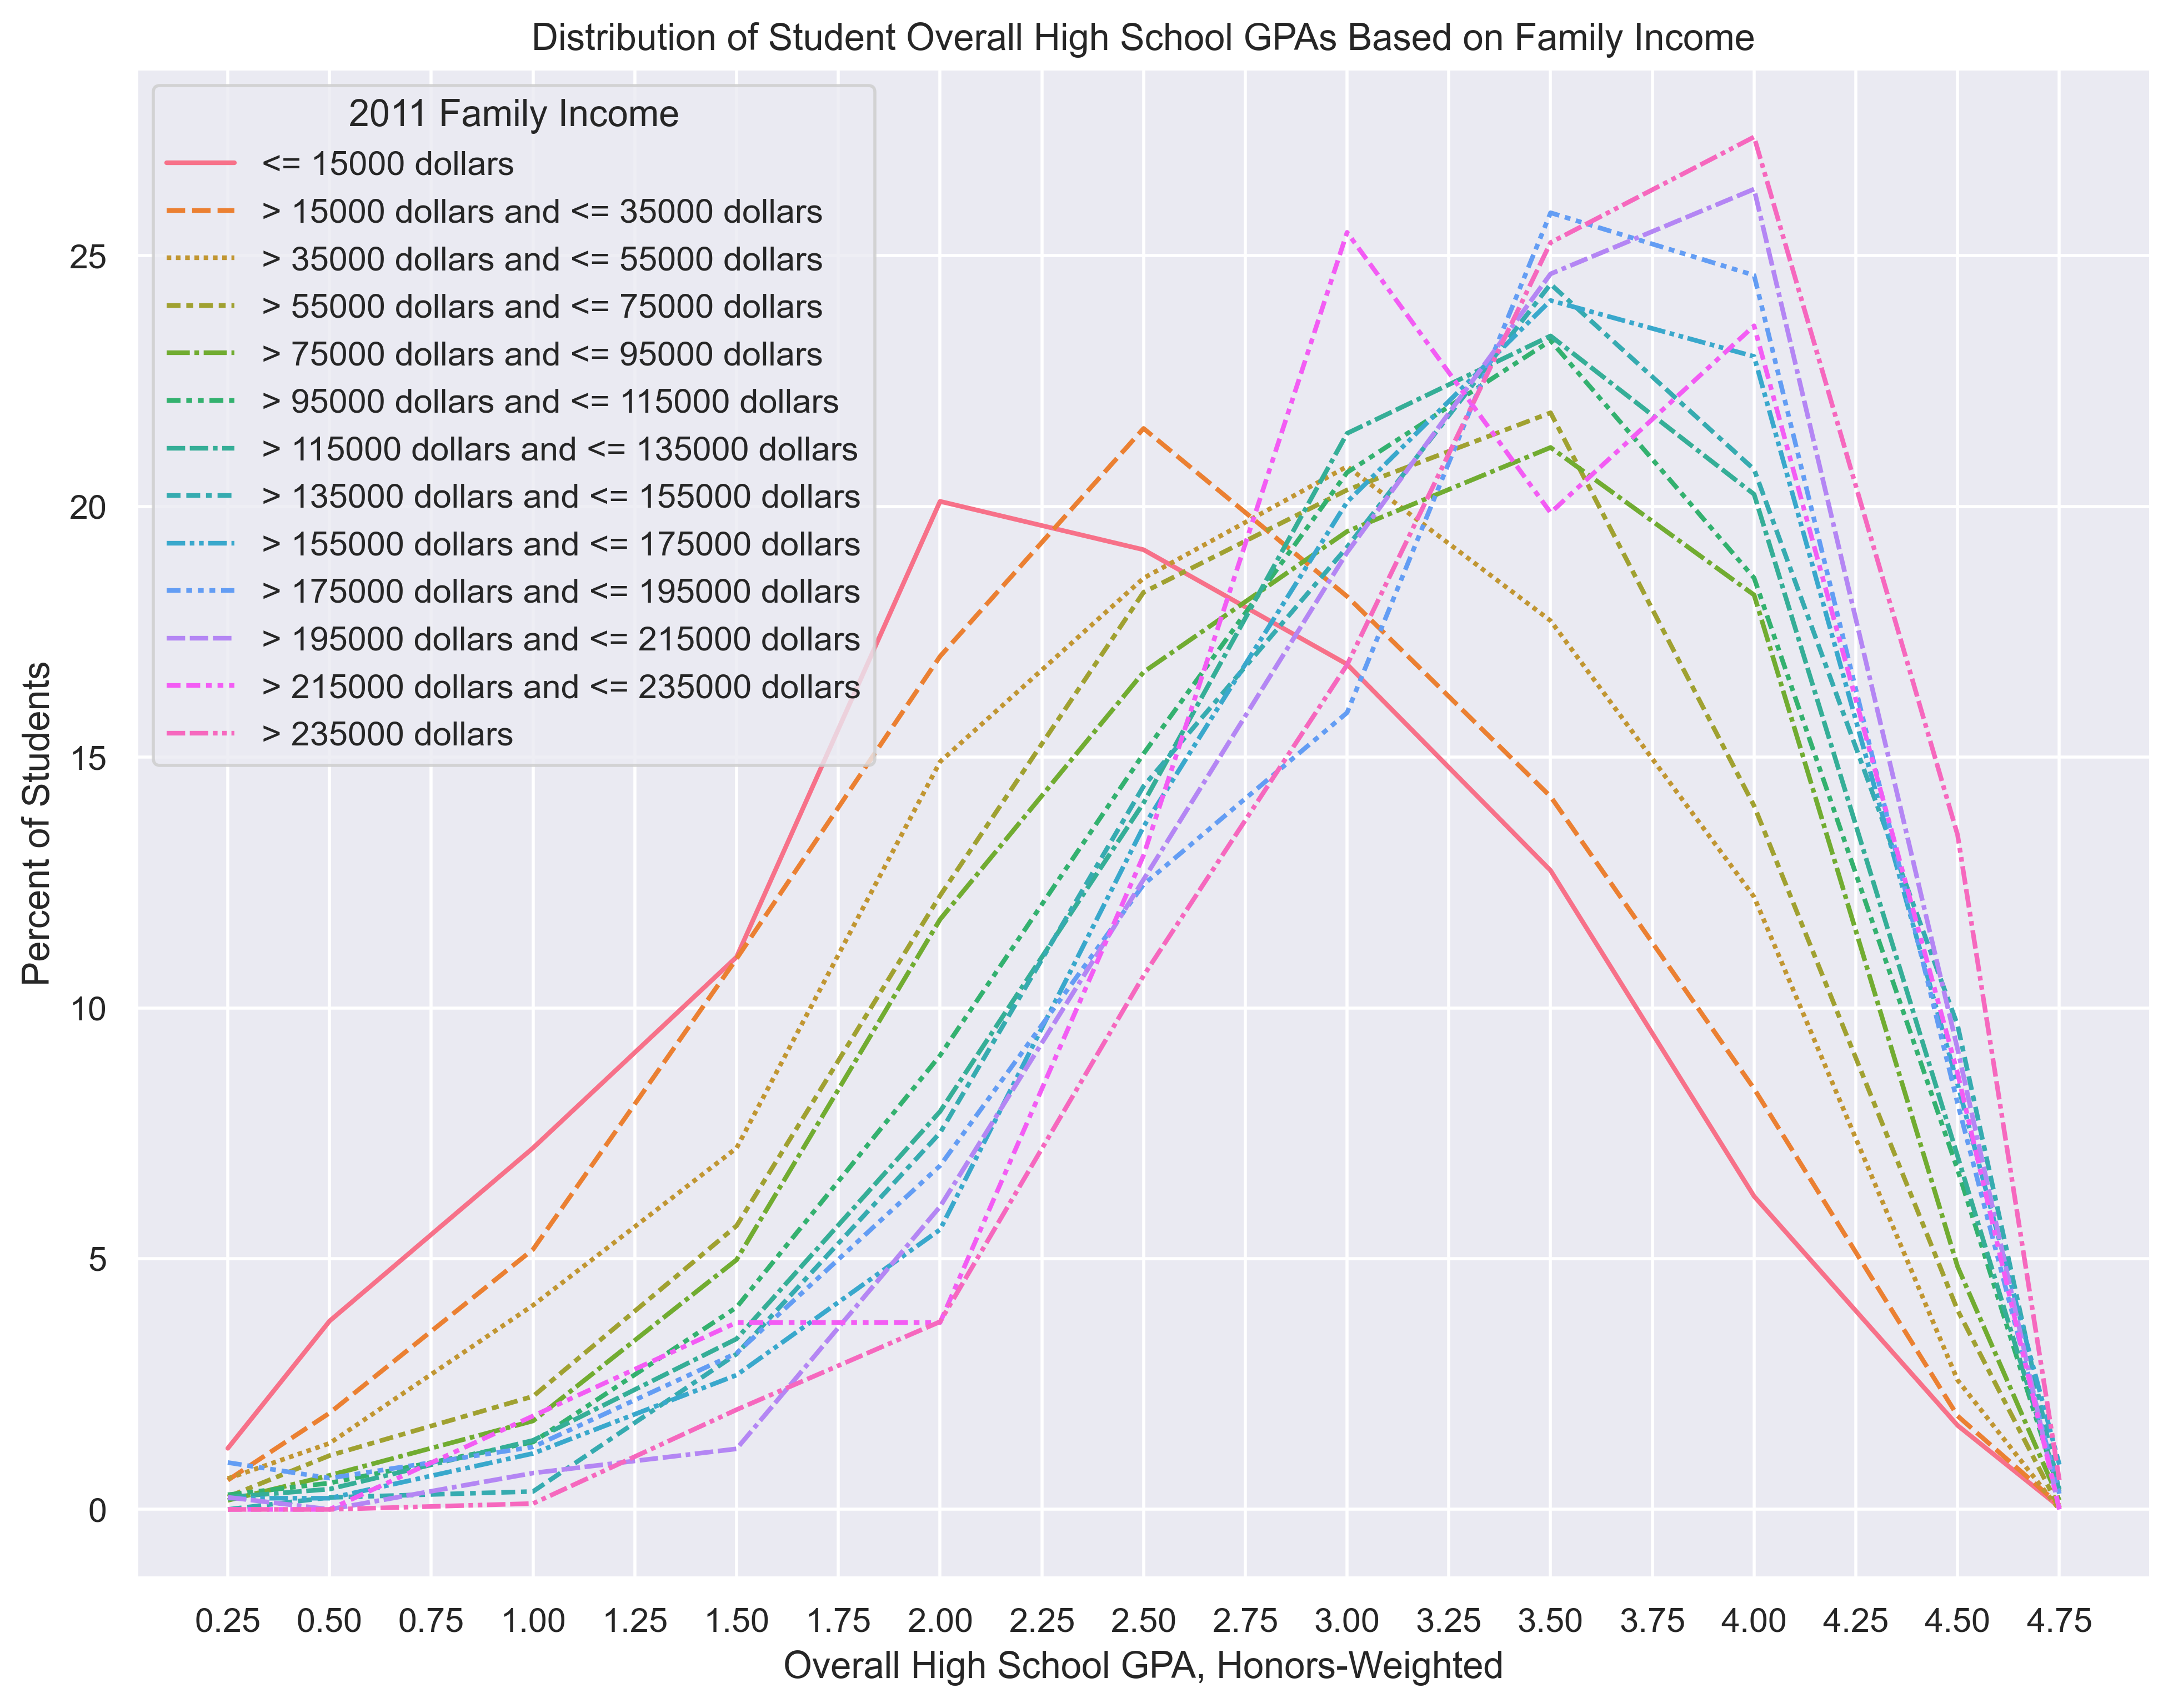 Distribution of Student Overall High School GPAs Based on Family Income
2011 Family Income
<= 15000 dollars
> 15000 dollars and <= 35000 dollars
> 35000 dollars and <= 55000 dollars
> 55000 dollars and <= 75000 dollars
> 75000 dollars and <= 95000 dollars
> 95000 dollars and <= 115000 dollars
> 115000 dollars and <= 135000 dollars
> 135000 dollars and <= 155000 dollars
> 155000 dollars and <= 175000 dollars
> 175000 dollars and <= 195000 dollars
> 195000 dollars and <= 215000 dollars
> 215000 dollars and <= 235000 dollars
> 235000 dollars
Percent of Students
25
20
15
10
5
0
0.25 0.50 0.75 1.00 1.25 1.50 1.75 2.00 2.25 2.50 2.75 3.00 3.25 3.50 3.75 4.00 4.25 4.50 4.75
Overall High School GPA, Honors-Weighted